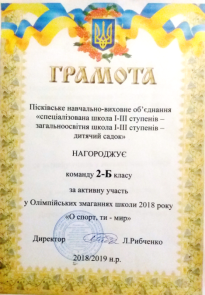 ГРАМОТА
Пісківське навчально-виховне об'єднання
«спеціалізована школа І-ІІІ ступенів –
загальноосвітня школа І-ІІІ ступенів –
дитячий садок»
НАГОРОДЖУЄ
команду 2-Б класу
за активну участь
у Олімпійських змаганнях школи 2018 року
«О спорт, ти - мир»
Директор Л.Рибченко
2018/2019 н.р.